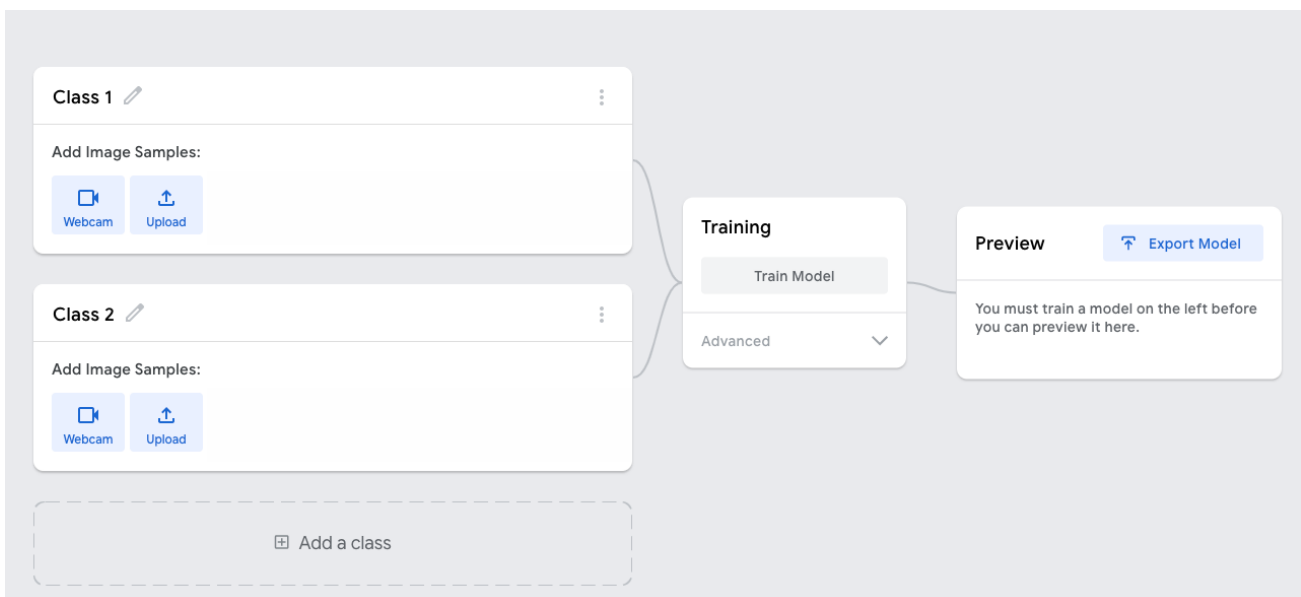 Class 1
Add Image Samples:
Webcam
Upload
Class 2
Add Image Samples:
Webcam
Upload
Add a class
Training
Train Model
Advanced
Preview
Export Model
You must train a model on the left before
you can preview it here.